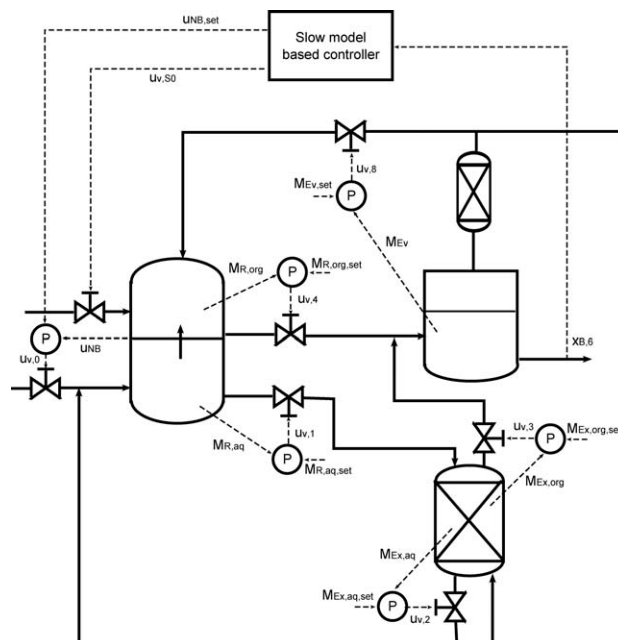 uNB,set
Slow model
based controller
uv,S0
uv,8
MEv,set
P
MEv
MR,org
P
MR,org,set
uv,4
P
uNB
uv,0
xB,6
uv,1
MR,aq
P
MR,aq,set
uv,3
P
MEx,org,se
MEx,org
MEx,aq
MEx,aq,set
P
uv,2